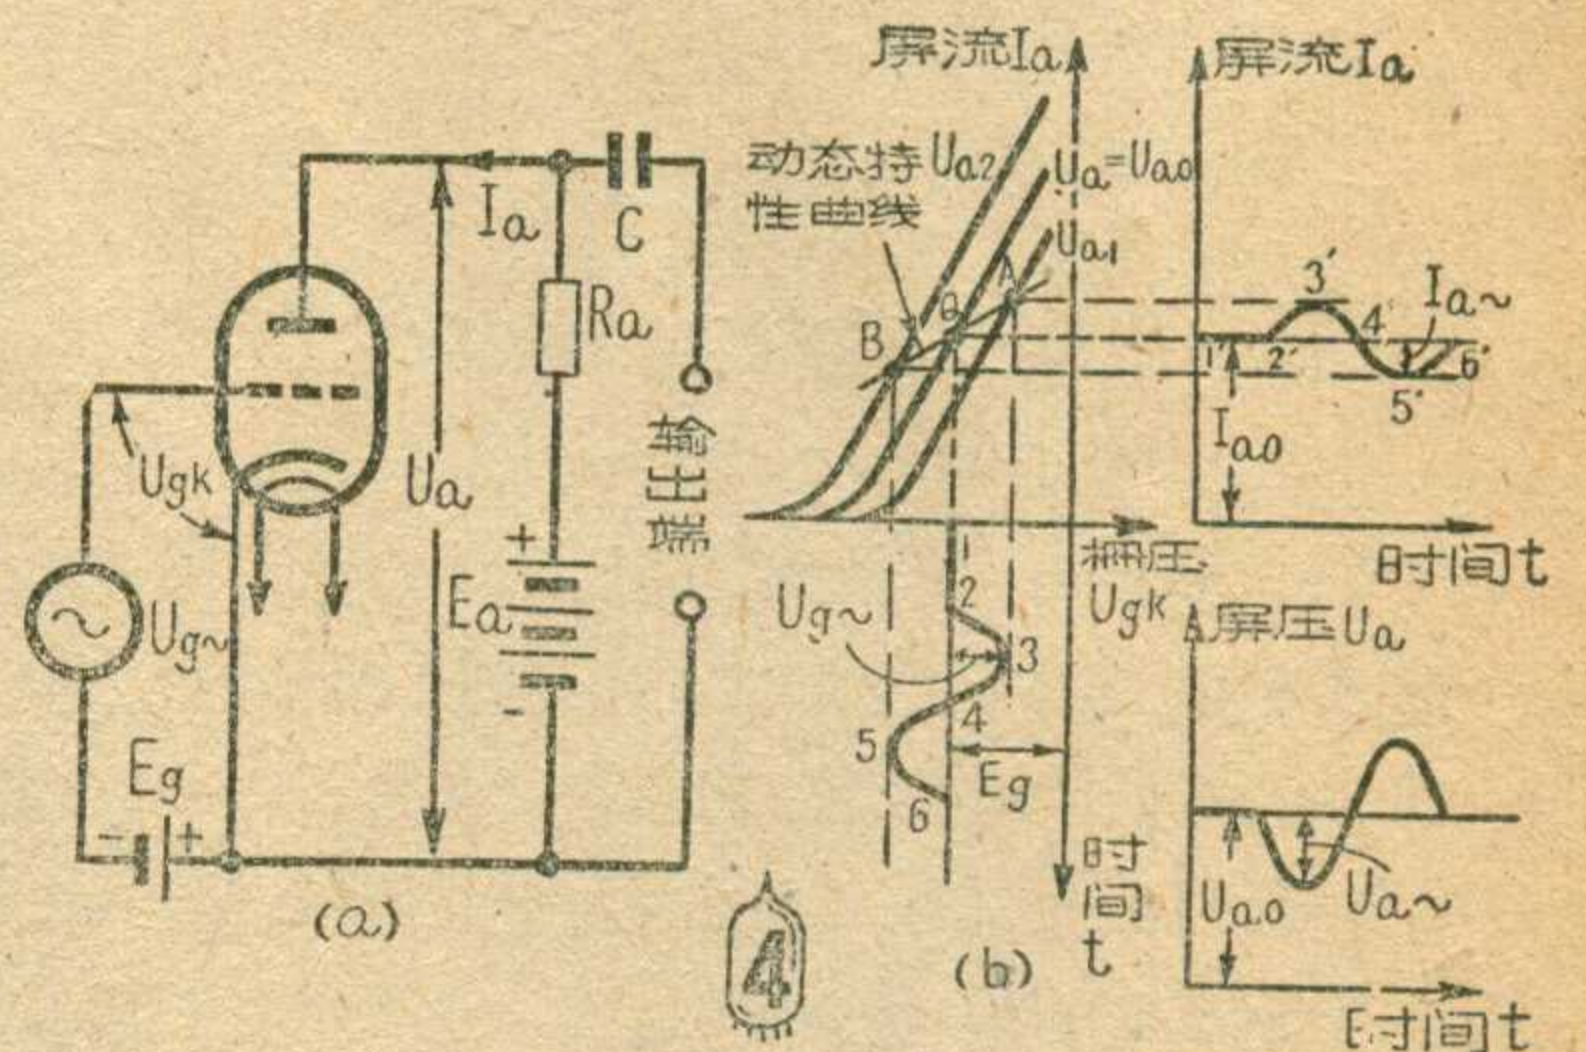 Ia
C
Ra
Ugk
Ua
输出端
+
Ea
-
Ug~
Eg
- +
(a)
4
屏流Ia
动态特
性曲线
Ua2
Ua=Ua0
Ua1
B
Q
A
栅压
Ugk
1
2
3
4
5
6
Ug~
Eg
时间
t
(b)
屏流Ia
3'
Ia~
4'
1'
2'
6'
5'
Ia0
时间t
屏压Ua
Ua0
Ua~
时间t